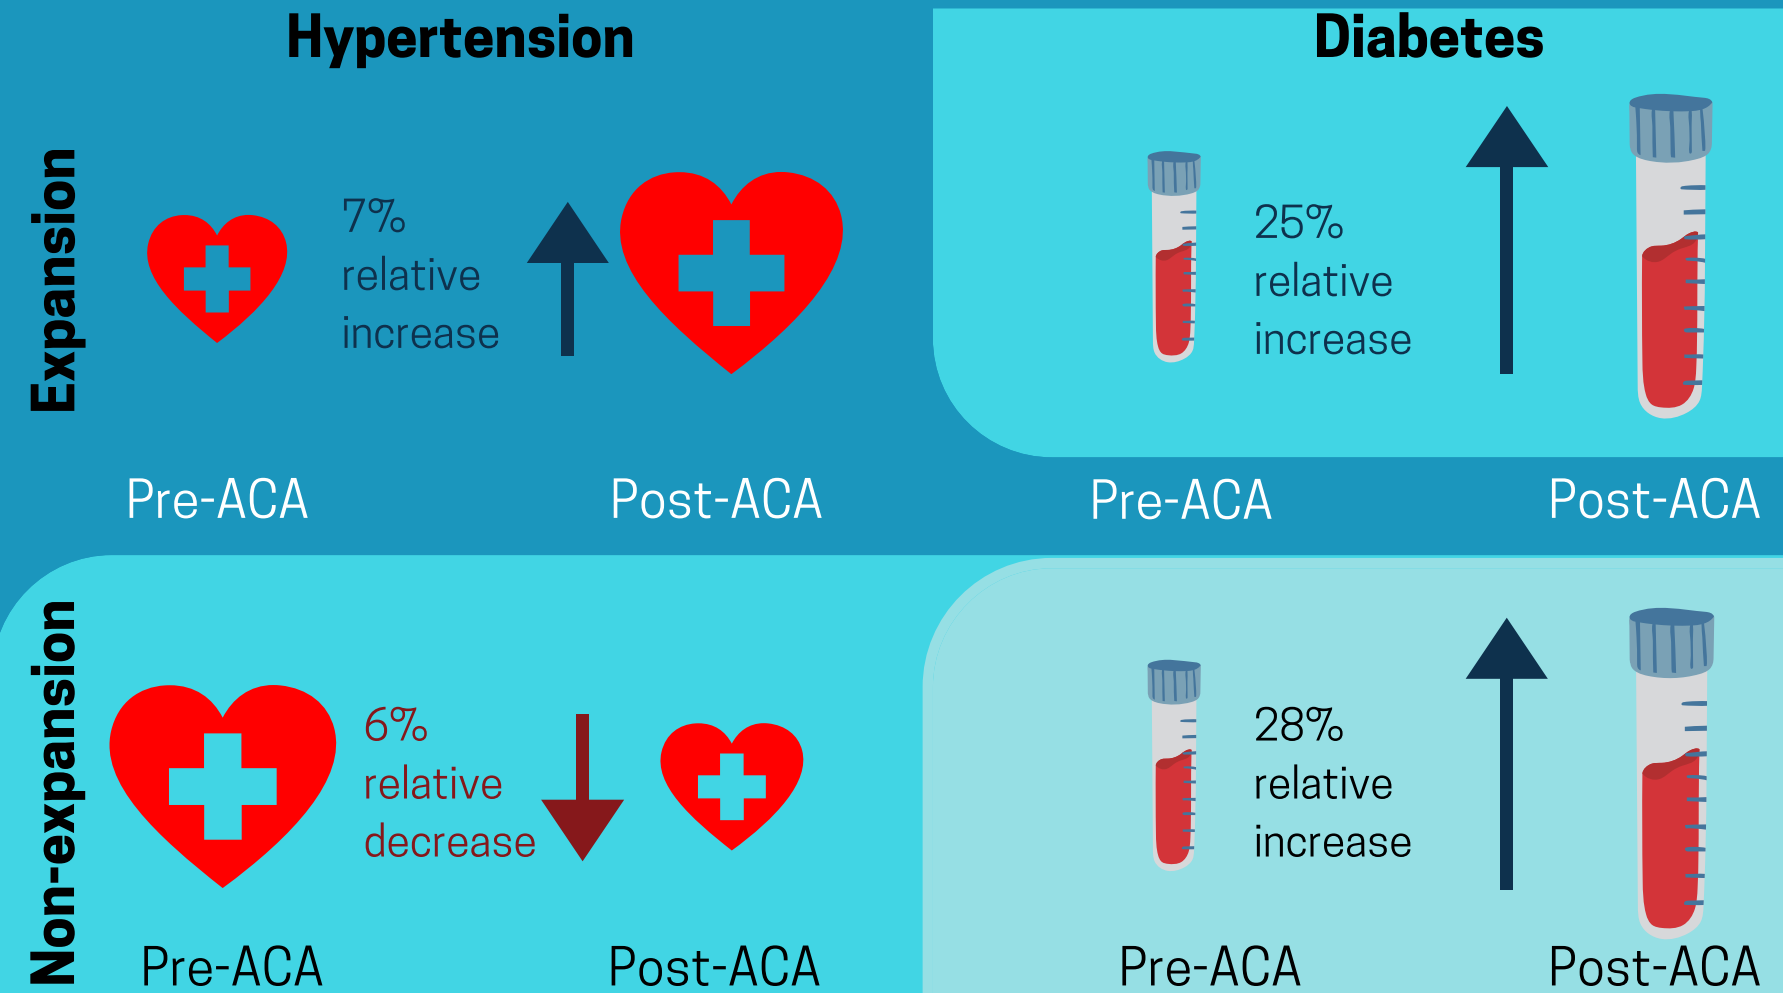 Hypertension
Diabetes
Expansion
7%
relative
increase
25%
relative
increase
Pre-ACA
Post-ACA
Pre-ACA
Post-ACA
Non-expansion
6%
relative
decrease
28%
relative
increase
Pre-ACA
Post-ACA
Pre-ACA
Post-ACA